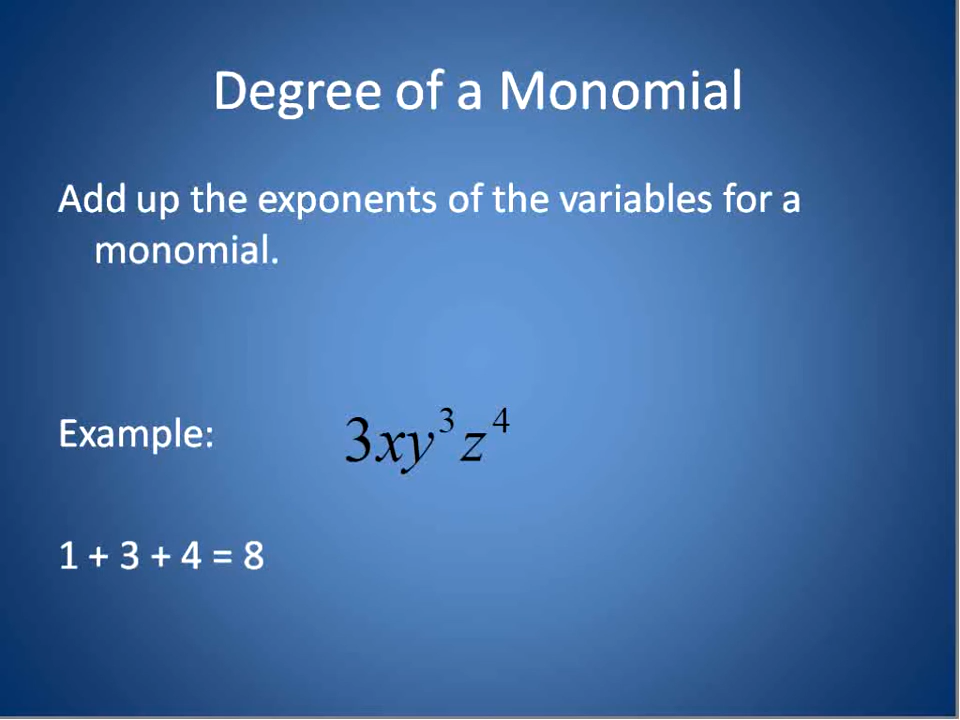 Degree of a Monomial
Add up the exponents of the variables for a
monomial.
Example: 3xy³z⁴
1 + 3 + 4 = 8